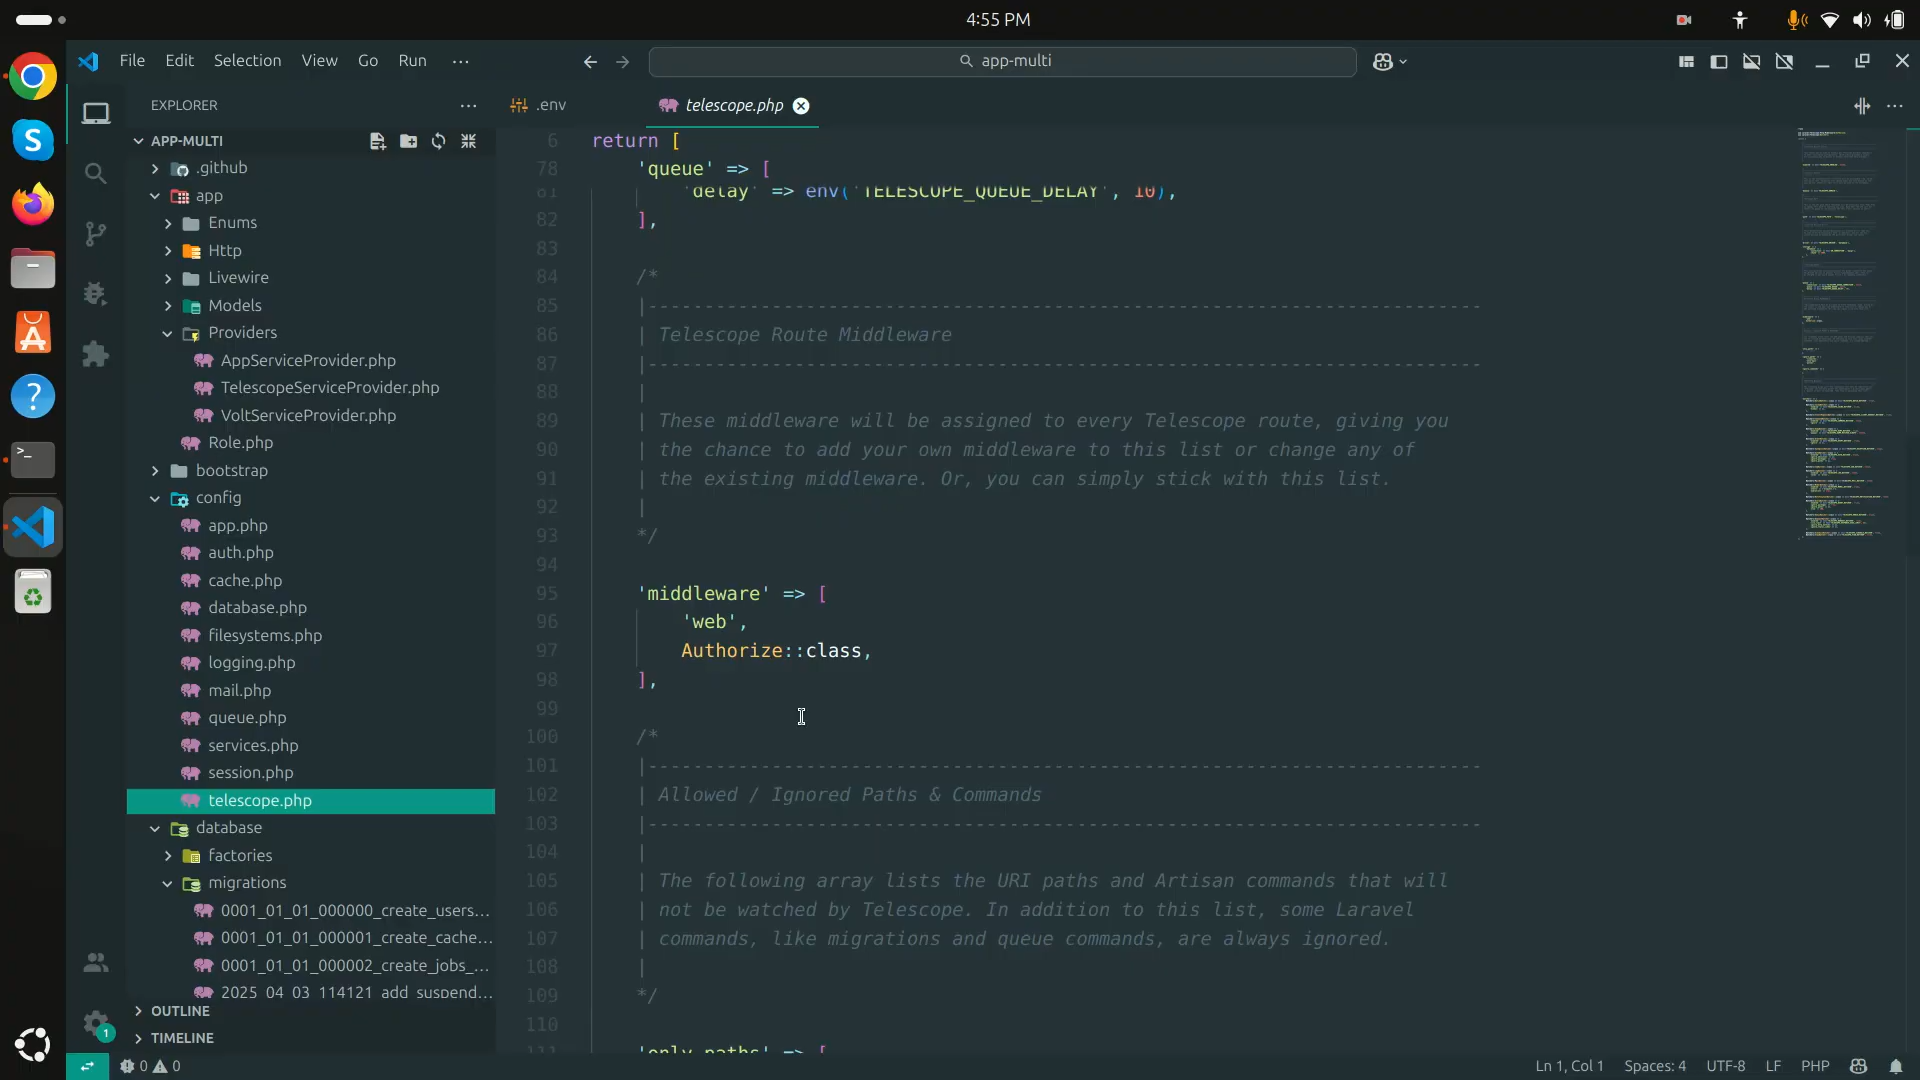 4:55 PM
File Edit Selection View Go Run ...
app-multi
EXPLORER
.env
telescope.php
APP-MULTI
.github
app
Enums
Http
Livewire
Models
Providers
AppServiceProvider.php
TelescopeServiceProvider.php
VoltServiceProvider.php
Role.php
bootstrap
config
app.php
auth.php
cache.php
database.php
filesystems.php
logging.php
mail.php
queue.php
services.php
session.php
telescope.php
database
factories
migrations
0001_01_01_000000_create_users...
0001_01_01_000001_create_cache...
0001_01_01_000002_create_jobs_...
2025_04_03_114121_add_suspend...
OUTLINE
TIMELINE
6 return [
78 'queue' => [
81 'delay' => env('TELESCOPE_QUEUE_DELAY', 10),
82 ],
83
84 /*
85 |--------------------------------------------------------------------------
86 | Telescope Route Middleware
87 |--------------------------------------------------------------------------
88 |
89 | These middleware will be assigned to every Telescope route, giving you
90 | the chance to add your own middleware to this list or change any of
91 | the existing middleware. Or, you can simply stick with this list.
92 |
93 */
94
95 'middleware' => [
96 'web',
97 Authorize::class,
98 ],
99
100 /*
101 |--------------------------------------------------------------------------
102 | Allowed / Ignored Paths & Commands
103 |--------------------------------------------------------------------------
104 |
105 | The following array lists the URI paths and Artisan commands that will
106 | not be watched by Telescope. In addition to this list, some Laravel
107 | commands, like migrations and queue commands, are always ignored.
108 |
109 */
110
111 'only_paths' => [
1
0 0
Ln 1, Col 1 Spaces: 4 UTF-8 LF PHP